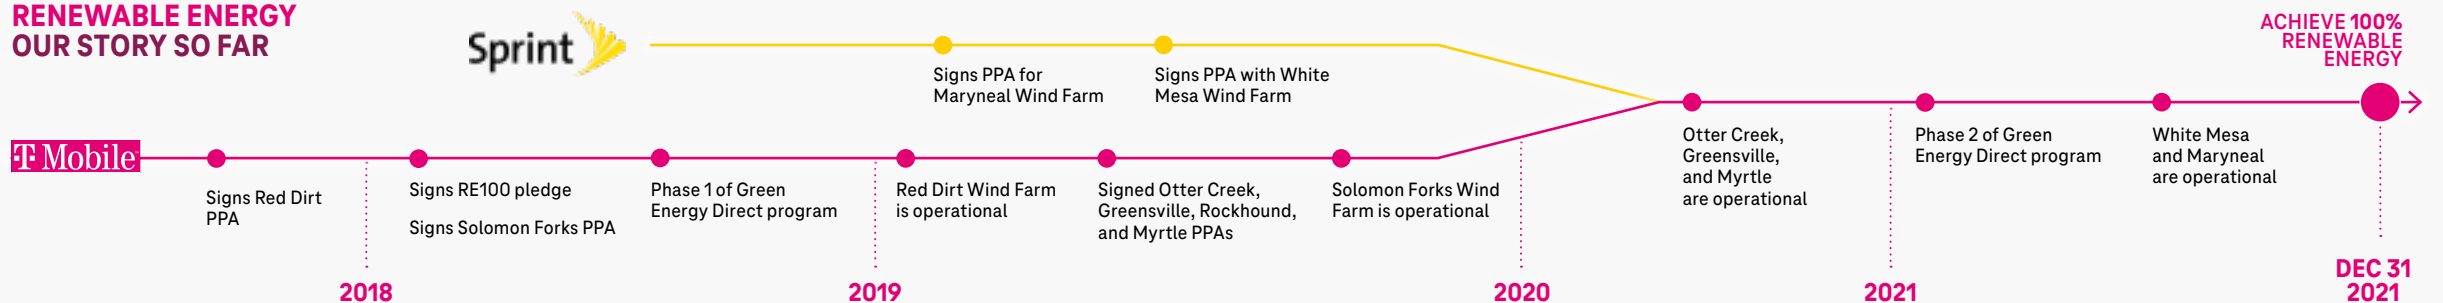 RENEWABLE ENERGY
OUR STORY SO FAR
Sprint
ACHIEVE 100%
RENEWABLE
ENERGY
Signs PPA for
Maryneal Wind Farm
Signs PPA with White
Mesa Wind Farm
T Mobile
Signs Red Dirt
PPA
Signs RE100 pledge
Signs Solomon Forks PPA
Phase 1 of Green
Energy Direct program
Red Dirt Wind Farm
is operational
Signed Otter Creek,
Greensville, Rockhound,
and Myrtle PPAs
Solomon Forks Wind
Farm is operational
Otter Creek,
Greensville,
and Myrtle
are operational
Phase 2 of Green
Energy Direct program
White Mesa
and Maryneal
are operational
2018
2019
2020
2021
DEC 31
2021